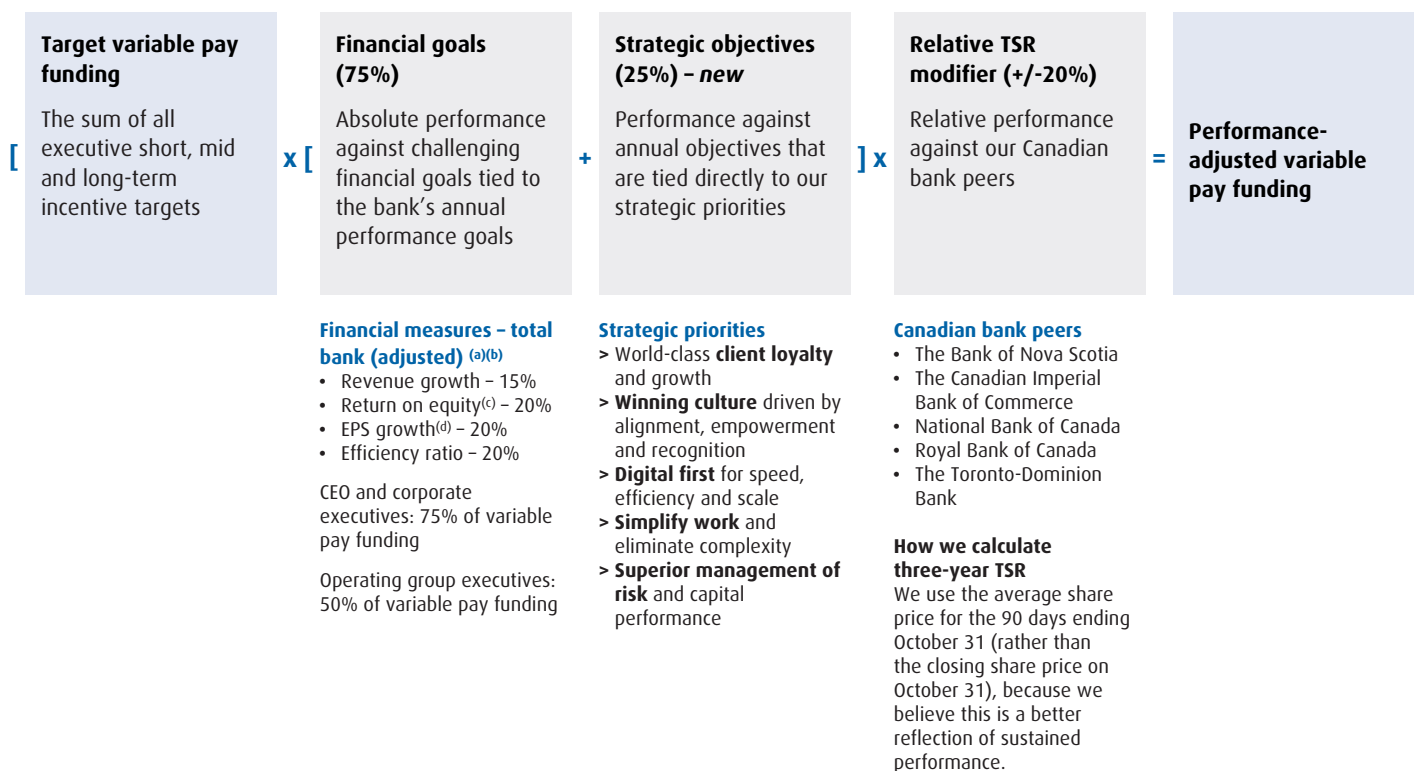 [
Target variable pay
funding
The sum of all
executive short, mid
and long-term
incentive targets
x [
Financial goals
(75%)
Absolute performance
against challenging
financial goals tied to
the bank’s annual
performance goals
+
Strategic objectives
(25%) – new
Performance against
annual objectives that
are tied directly to our
strategic priorities
] x
Relative TSR
modifier (+/-20%)
Relative performance
against our Canadian
bank peers
=
Performance-
adjusted variable
pay funding
Financial measures – total
bank (adjusted) (a)(b)
• Revenue growth – 15%
• Return on equity(c) – 20%
• EPS growth(d) – 20%
• Efficiency ratio – 20%
CEO and corporate
executives: 75% of variable
pay funding
Operating group executives:
50% of variable pay funding
Strategic priorities
> World-class client loyalty
and growth
> Winning culture driven by
alignment, empowerment
and recognition
> Digital first for speed,
efficiency and scale
> Simplify work and
eliminate complexity
> Superior management of
risk and capital
performance
Canadian bank peers
• The Bank of Nova Scotia
• The Canadian Imperial
Bank of Commerce
• National Bank of Canada
• Royal Bank of Canada
• The Toronto-Dominion
Bank
How we calculate
three-year TSR
We use the average share
price for the 90 days ending
October 31 (rather than
the closing share price on
October 31), because we
believe this is a better
reflection of sustained
performance.